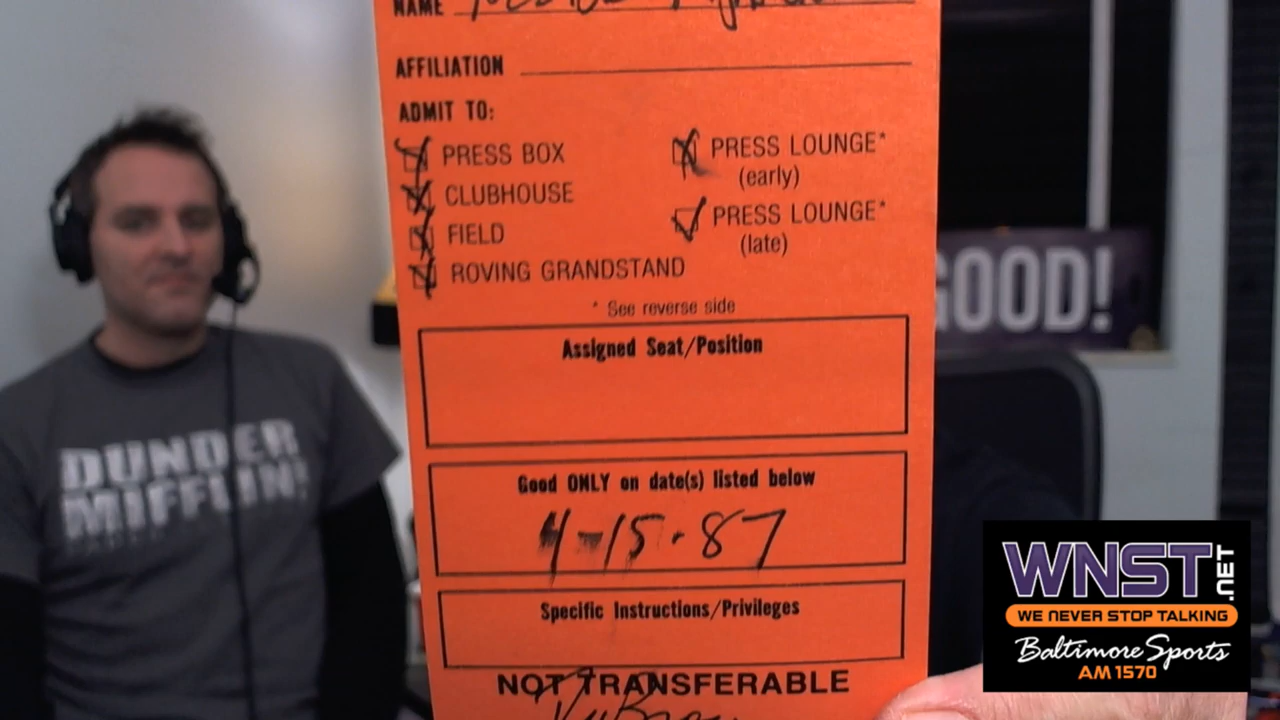 NAME
AFFILIATION
ADMIT TO:
PRESS BOX
CLUBHOUSE
FIELD
ROVING GRANDSTAND
PRESS LOUNGE*
(early)
PRESS LOUNGE*
(late)
* See reverse side
Assigned Seat/Position
Good ONLY on date(s) listed below
4-15-87
Specific Instructions/Privileges
NOT TRANSFERABLE
DUNDER
MIFFLIN
GOOD!
WNST.NET
WE NEVER STOP TALKING
Baltimore Sports
AM 1570